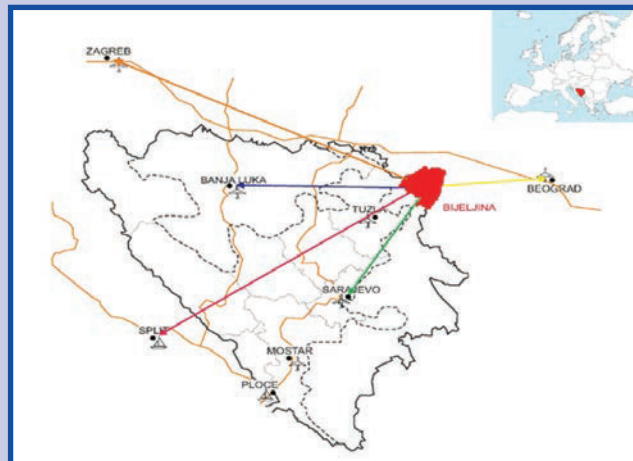 ZAGREB
BANJA LUKA
BEOGRAD
BIJELJINA
TUZLA
SARAJEVO
SPLIT
MOSTAR
PLOCE